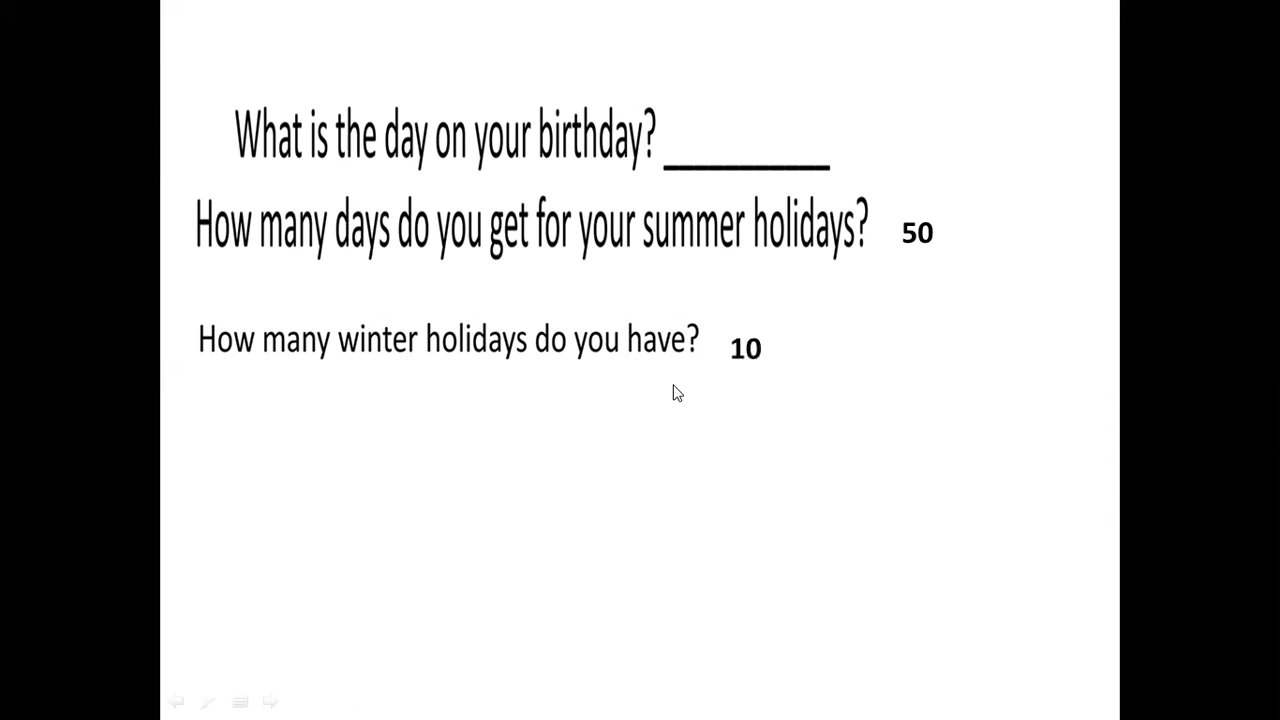 What is the day on your birthday? __________
How many days do you get for your summer holidays? 50
How many winter holidays do you have? 10